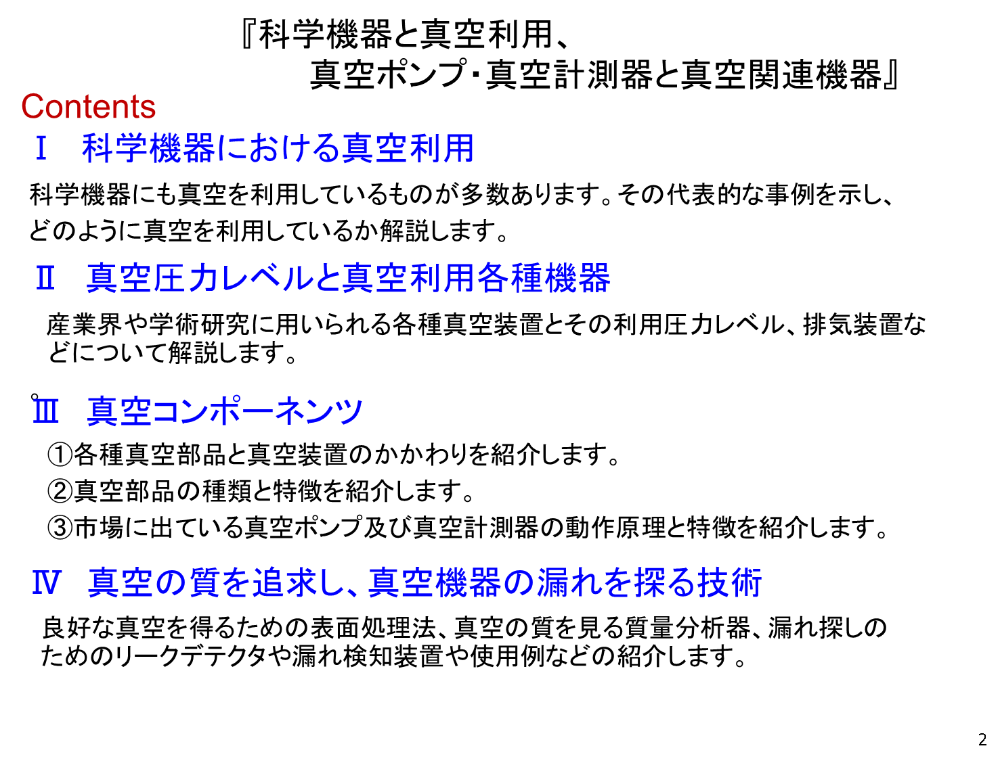 『科学機器と真空利用、
真空ポンプ・真空計測器と真空関連機器』
Contents
Ⅰ　科学機器における真空利用
科学機器にも真空を利用しているものが多数あります。その代表的な事例を示し、
どのように真空を利用しているか解説します。
Ⅱ　真空圧力レベルと真空利用各種機器
産業界や学術研究に用いられる各種真空装置とその利用圧力レベル、排気装置な
どについて解説します。
。
Ⅲ　真空コンポーネンツ
①各種真空部品と真空装置のかかわりを紹介します。
②真空部品の種類と特徴を紹介します。
③市場に出ている真空ポンプ及び真空計測器の動作原理と特徴を紹介します。
Ⅳ　真空の質を追求し、真空機器の漏れを探る技術
良好な真空を得るための表面処理法、真空の質を見る質量分析器、漏れ探しの
ためのリークデテクタや漏れ検知装置や使用例などの紹介します。
2